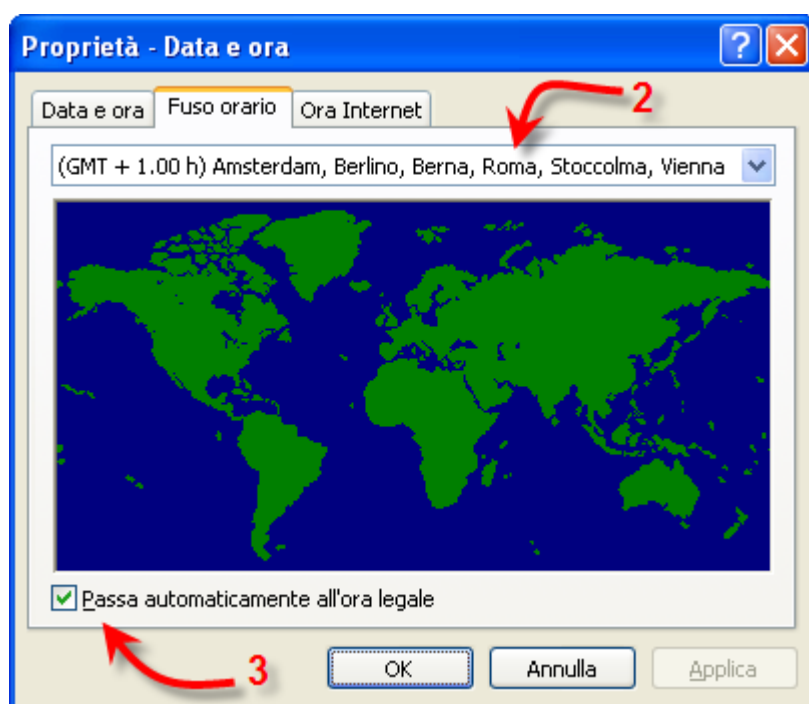 Proprietà - Data e ora
Data e ora Fuso orario Ora Internet
2
(GMT + 1.00 h) Amsterdam, Berlino, Berna, Roma, Stoccolma, Vienna
Passa automaticamente all'ora legale
3
OK Annulla Applica